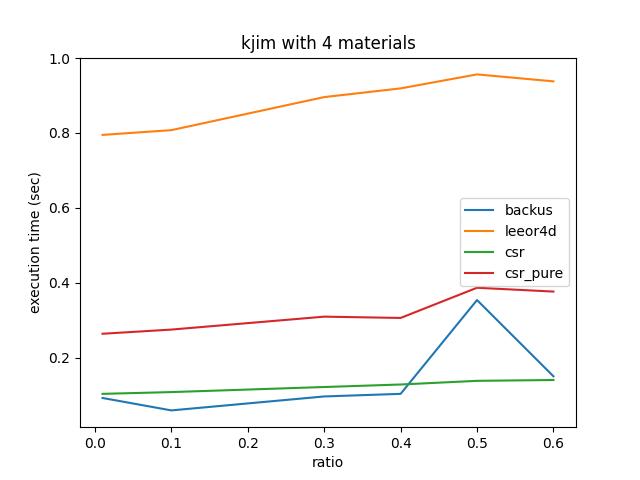 kjim with 4 materials
1.0
0.8
0.6
0.4
0.2
execution time (sec)
backus
leeor4d
csr
csr_pure
0.0 0.1 0.2 0.3 0.4 0.5 0.6
ratio